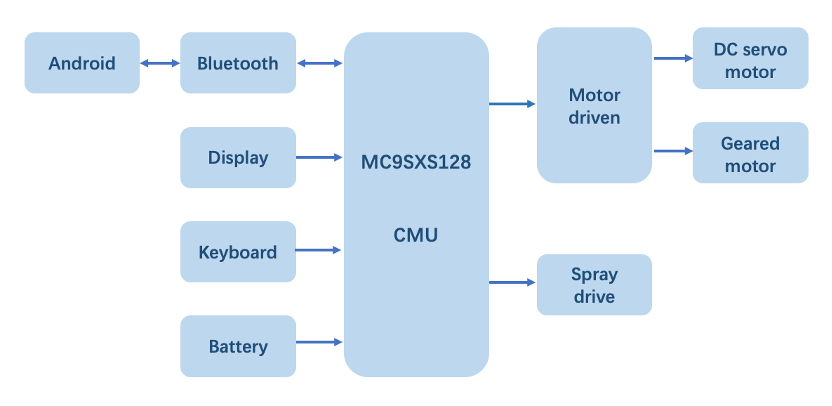 Android
Bluetooth
Display
Keyboard
Battery
MC9SXS128
CMU
Motor
driven
DC servo
motor
Geared
motor
Spray
drive